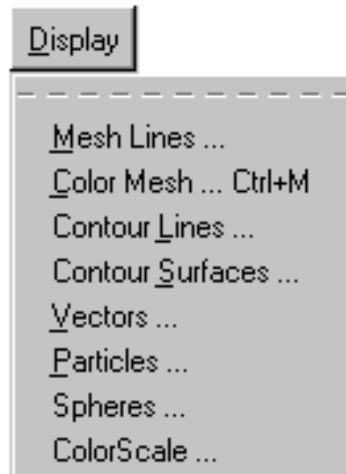 Display
Mesh Lines ...
Color Mesh ... Ctrl+M
Contour Lines ...
Contour Surfaces ...
Vectors ...
Particles ...
Spheres ...
ColorScale ...